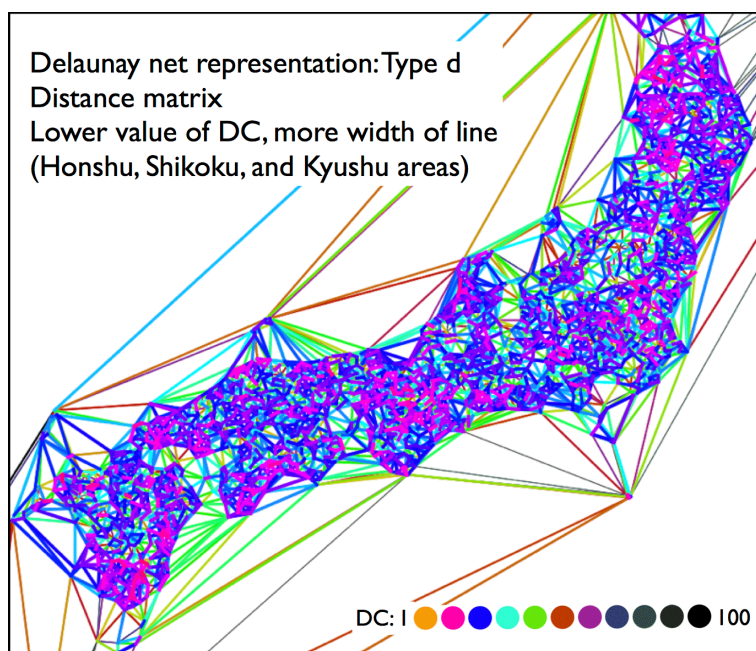 Delaunay net representation: Type d
Distance matrix
Lower value of DC, more width of line
(Honshu, Shikoku, and Kyushu areas)
DC: 1 100